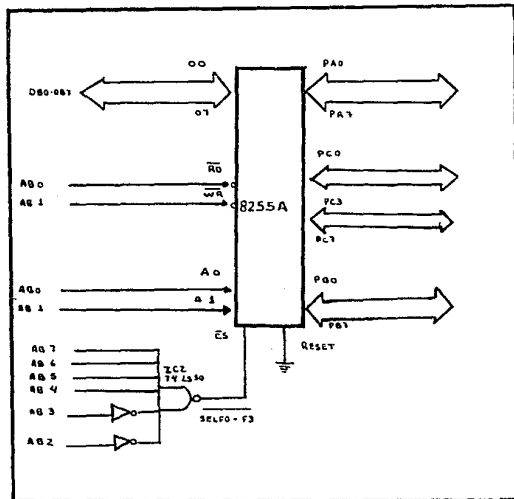 DB0-DB7
D0
D7
RD
WR
AB0
AB1
8255A
PA0
PA7
PC0
PC3
PC7
PB0
PB7
A0
A1
AB0
AB1
CS
RESET
AB7
AB6
AB5
AB4
AB3
AB2
IC2
74LS30
SELF0-F3